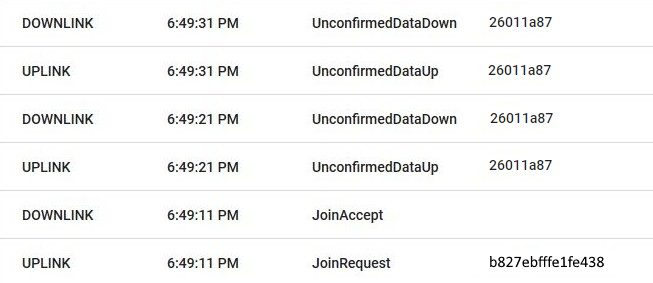 DOWNLINK 6:49:31 PM UnconfirmedDataDown 26011a87
UPLINK 6:49:31 PM UnconfirmedDataUp 26011a87
DOWNLINK 6:49:21 PM UnconfirmedDataDown 26011a87
UPLINK 6:49:21 PM UnconfirmedDataUp 26011a87
DOWNLINK 6:49:11 PM JoinAccept
UPLINK 6:49:11 PM JoinRequest b827ebfffe1fe438